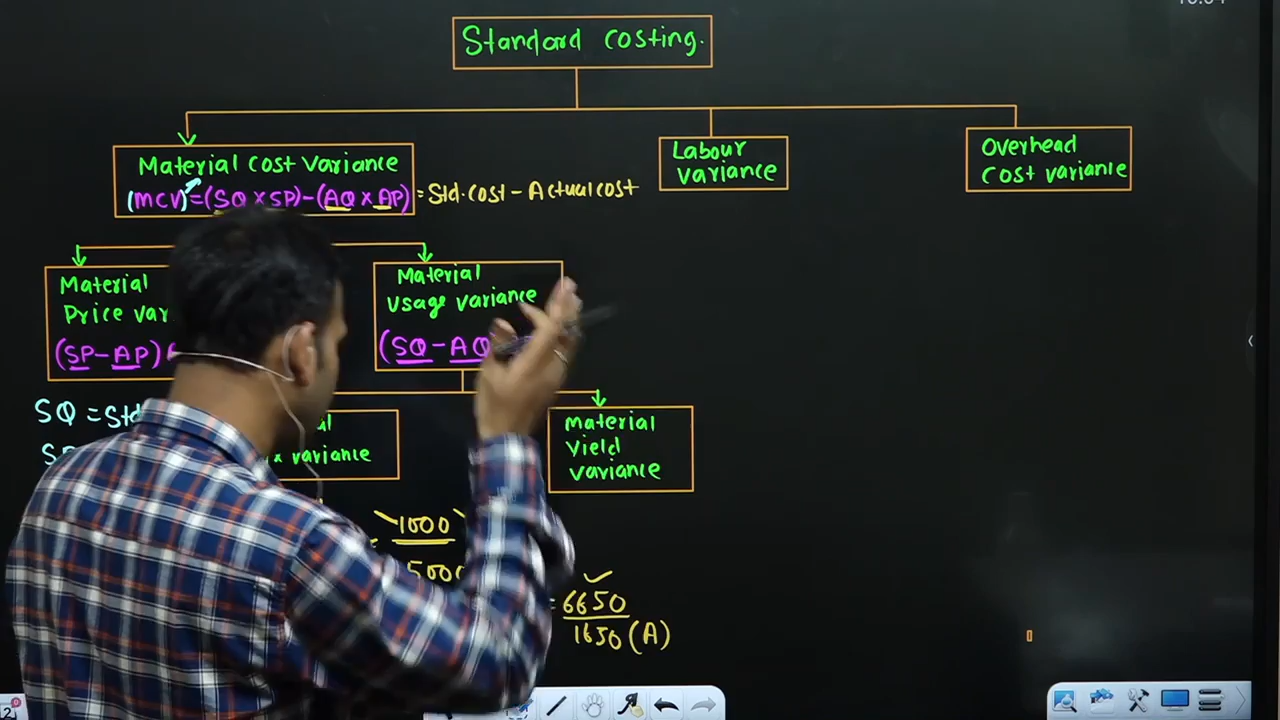 Standard costing.
Material cost variance
(MCV) = (SQ × SP) - (AQ × AP) = Std. cost - Actual cost
Labour
variance
Overhead
cost variance
Material
Price var
(SP - AP)
Material
Usage variance
(SQ - AQ
SQ = Std
variance
Material
Yield
variance
= 1000
5000
= 6650
1650 (A)